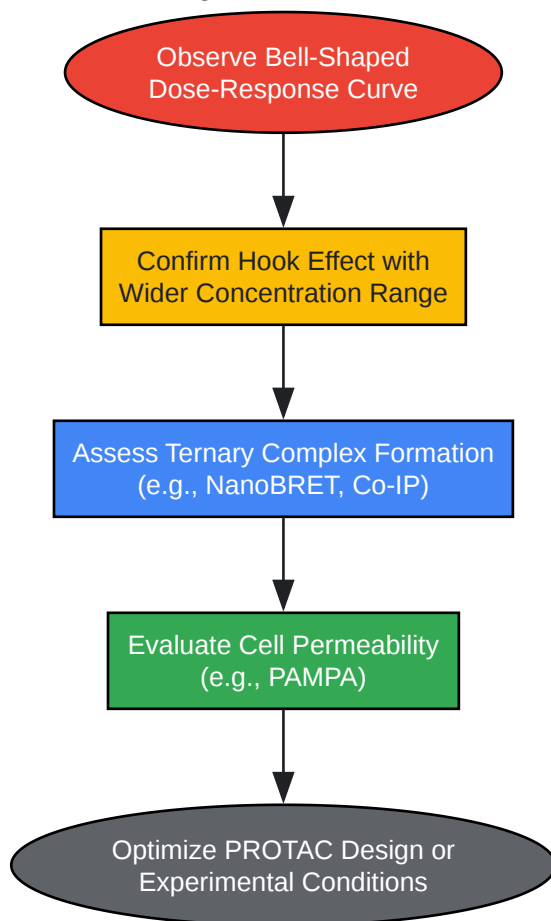 Observe Bell-Shaped
Dose-Response Curve
Confirm Hook Effect with
Wider Concentration Range
Assess Ternary Complex Formation
(e.g., NanoBRET, Co-IP)
Evaluate Cell Permeability
(e.g., PAMPA)
Optimize PROTAC Design or
Experimental Conditions